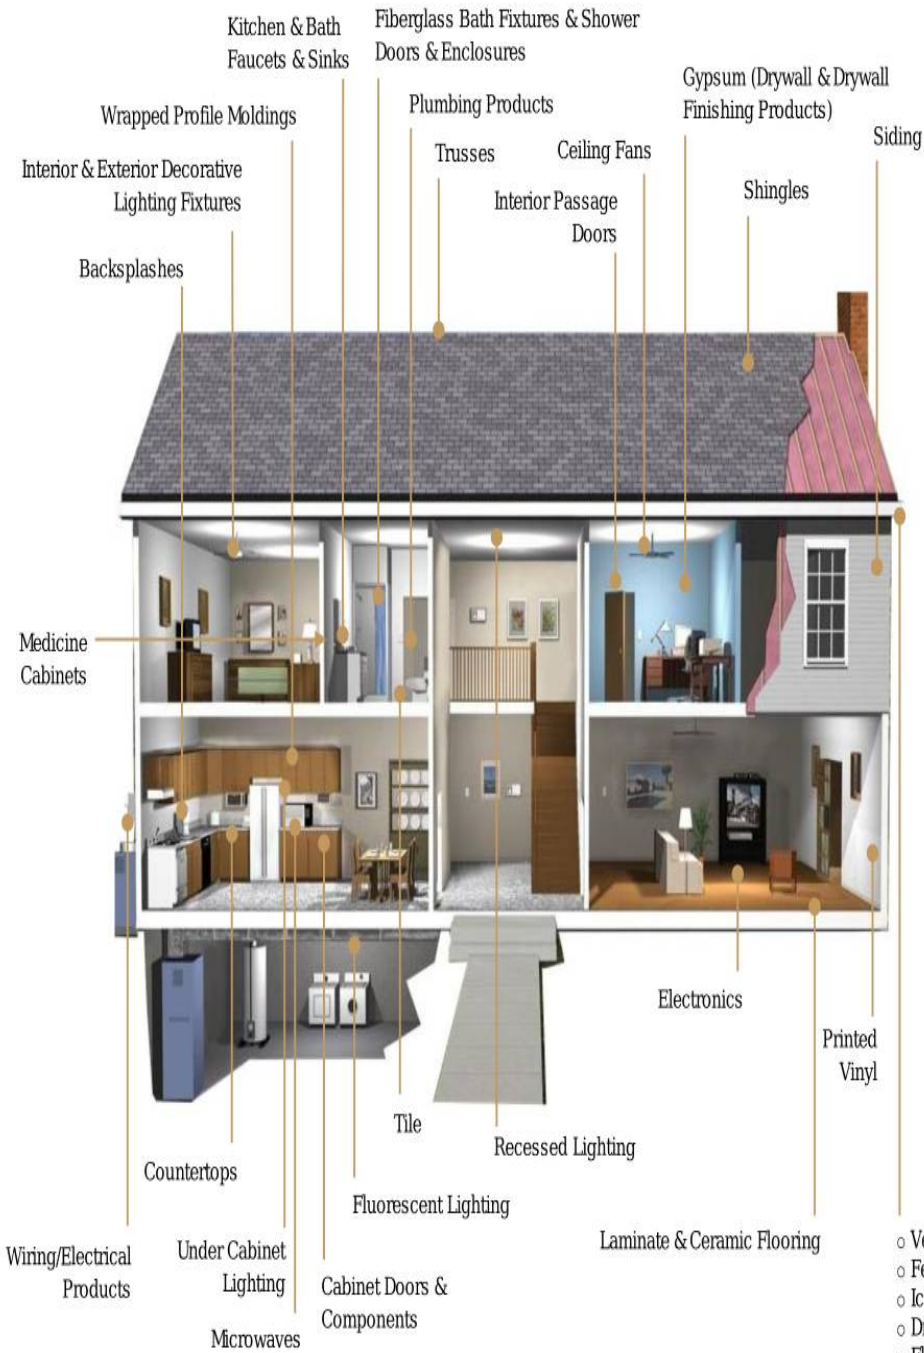 Kitchen & Bath
Faucets & Sinks
Fiberglass Bath Fixtures & Shower
Doors & Enclosures
Gypsum (Drywall & Drywall
Finishing Products)
Wrapped Profile Moldings
Plumbing Products
Siding
Trusses
Ceiling Fans
Interior & Exterior Decorative
Lighting Fixtures
Interior Passage
Doors
Shingles
Backsplashes
Medicine
Cabinets
Electronics
Printed
Vinyl
Tile
Recessed Lighting
Countertops
Fluorescent Lighting
Laminate & Ceramic Flooring
Wiring/Electrical
Products
Under Cabinet
Lighting
Cabinet Doors &
Components
Microwaves